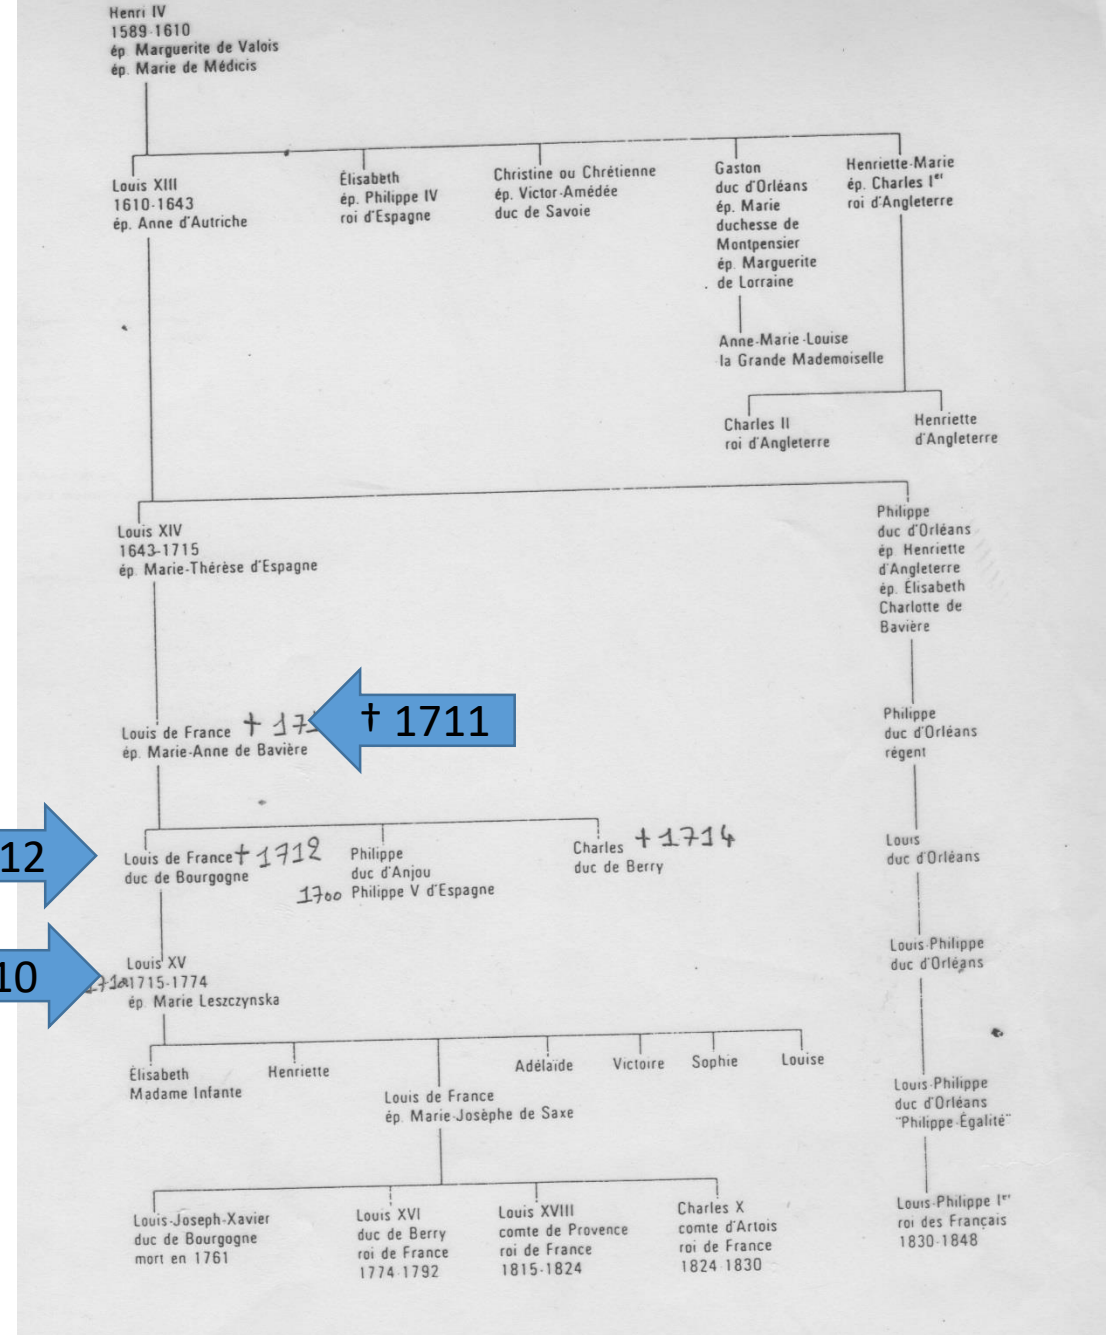 Henri IV
1589-1610
ép. Marguerite de Valois
ép. Marie de Médicis
Louis XIII
1610-1643
ép. Anne d'Autriche
Élisabeth
ép. Philippe IV
roi d'Espagne
Christine ou Chrétienne
ép. Victor-Amédée
duc de Savoie
Gaston
duc d'Orléans
ép. Marie
duchesse de
Montpensier
ép. Marguerite
de Lorraine
Henriette-Marie
ép. Charles Ier
roi d'Angleterre
Anne-Marie-Louise
la Grande Mademoiselle
Charles II
roi d'Angleterre
Henriette
d'Angleterre
Louis XIV
1643-1715
ép. Marie-Thérèse d'Espagne
Philippe
duc d'Orléans
ép. Henriette
d'Angleterre
ép. Élisabeth
Charlotte de
Bavière
Louis de France
† 1711
ép. Marie-Anne de Bavière
Philippe
duc d'Orléans
régent
12
Louis de France † 1712
duc de Bourgogne
Philippe
duc d'Anjou
1700 Philippe V d'Espagne
Charles † 1714
duc de Berry
Louis
duc d'Orléans
10
Louis XV
1715-1774
ép. Marie Leszczynska
Louis-Philippe
duc d'Orléans
Élisabeth
Madame Infante
Henriette
Louis de France
ép. Marie-Josèphe de Saxe
Adélaïde
Victoire
Sophie
Louise
Louis-Philippe
duc d'Orléans
"Philippe-Égalité"
Louis-Joseph-Xavier
duc de Bourgogne
mort en 1761
Louis XVI
duc de Berry
roi de France
1774-1792
Louis XVIII
comte de Provence
roi de France
1815-1824
Charles X
comte d'Artois
roi de France
1824-1830
Louis-Philippe Ier
roi des Français
1830-1848